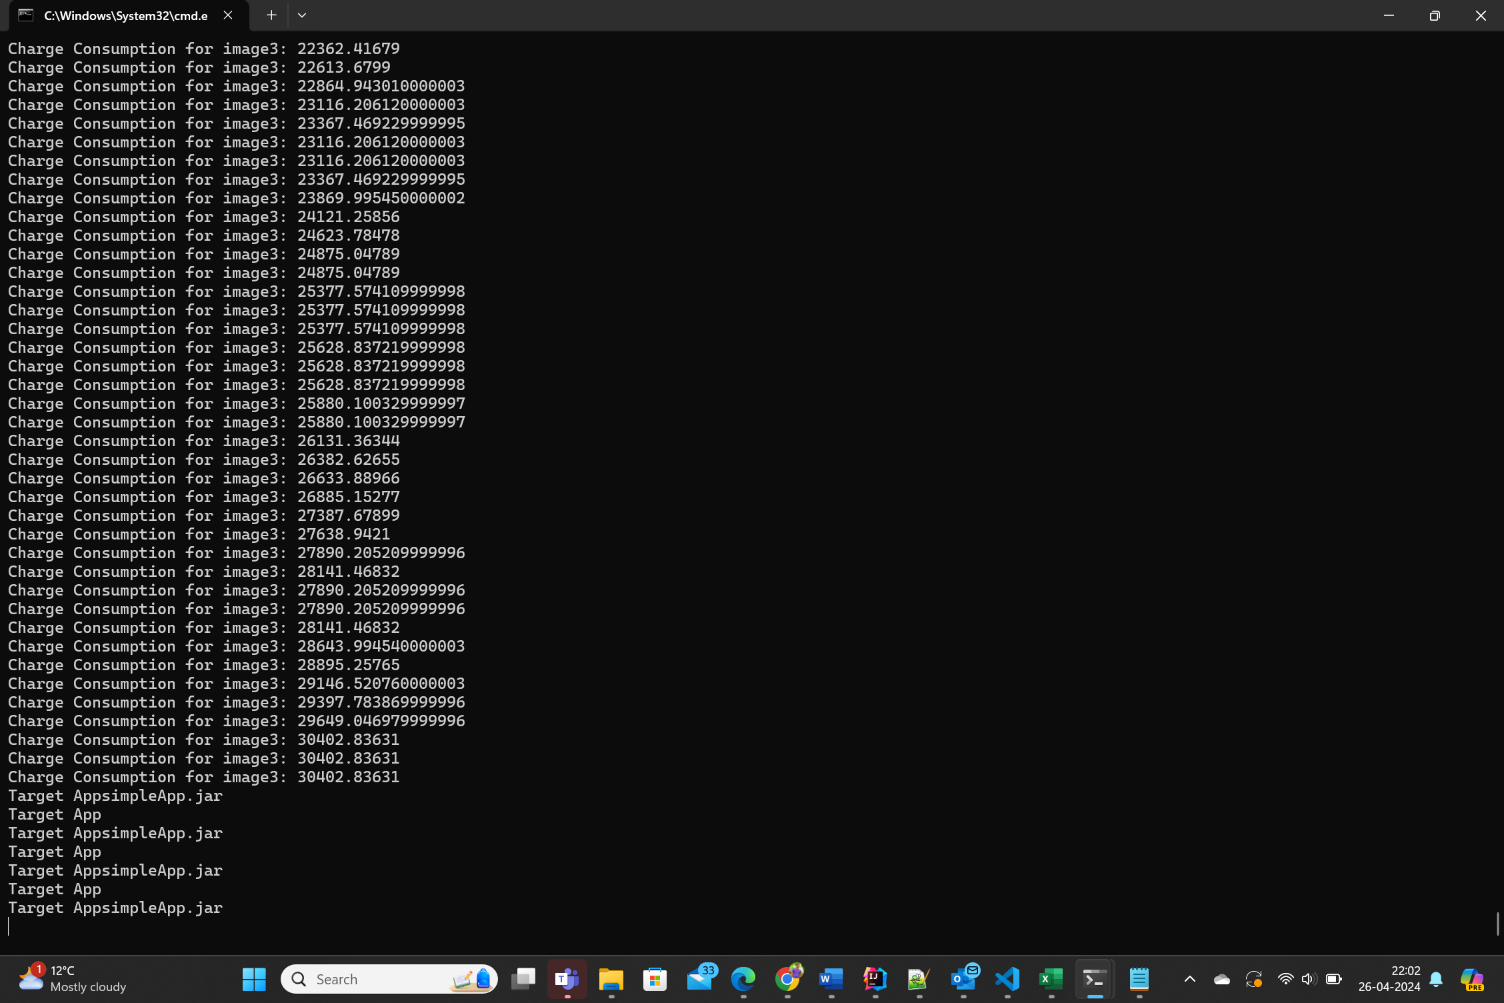 C:\Windows\System32\cmd.e
Charge Consumption for image3: 22362.41679
Charge Consumption for image3: 22613.6799
Charge Consumption for image3: 22864.943010000003
Charge Consumption for image3: 23116.206120000003
Charge Consumption for image3: 23367.469229999995
Charge Consumption for image3: 23116.206120000003
Charge Consumption for image3: 23116.206120000003
Charge Consumption for image3: 23367.469229999995
Charge Consumption for image3: 23869.995450000002
Charge Consumption for image3: 24121.25856
Charge Consumption for image3: 24623.78478
Charge Consumption for image3: 24875.04789
Charge Consumption for image3: 24875.04789
Charge Consumption for image3: 25377.574109999998
Charge Consumption for image3: 25377.574109999998
Charge Consumption for image3: 25377.574109999998
Charge Consumption for image3: 25628.837219999998
Charge Consumption for image3: 25628.837219999998
Charge Consumption for image3: 25628.837219999998
Charge Consumption for image3: 25880.100329999997
Charge Consumption for image3: 25880.100329999997
Charge Consumption for image3: 26131.36344
Charge Consumption for image3: 26382.62655
Charge Consumption for image3: 26633.88966
Charge Consumption for image3: 26885.15277
Charge Consumption for image3: 27387.67899
Charge Consumption for image3: 27638.9421
Charge Consumption for image3: 27890.205209999996
Charge Consumption for image3: 28141.46832
Charge Consumption for image3: 27890.205209999996
Charge Consumption for image3: 27890.205209999996
Charge Consumption for image3: 28141.46832
Charge Consumption for image3: 28643.994540000003
Charge Consumption for image3: 28895.25765
Charge Consumption for image3: 29146.520760000003
Charge Consumption for image3: 29397.783869999996
Charge Consumption for image3: 29649.046979999996
Charge Consumption for image3: 30402.83631
Charge Consumption for image3: 30402.83631
Charge Consumption for image3: 30402.83631
Target AppsimpleApp.jar
Target App
Target AppsimpleApp.jar
Target App
Target AppsimpleApp.jar
Target App
Target AppsimpleApp.jar
1
12°C
Mostly cloudy
Search
33
22:02
26-04-2024
PRE